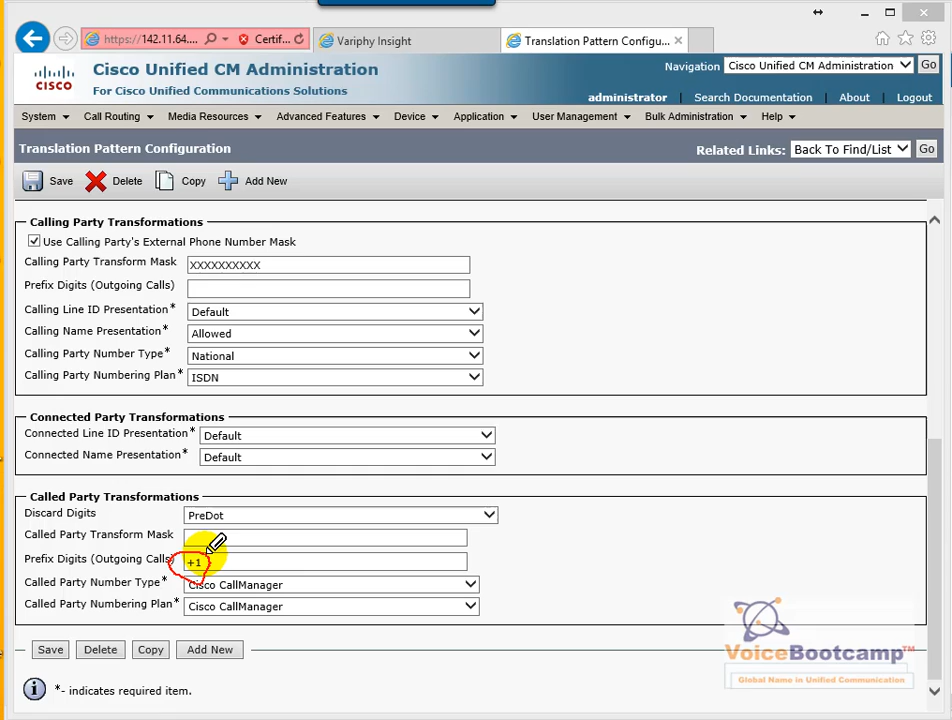 https://142.11.64.... Certif...
Variphy Insight
Translation Pattern Configu...
CISCO
Cisco Unified CM Administration
For Cisco Unified Communications Solutions
Navigation Cisco Unified CM Administration Go
administrator Search Documentation About Logout
System Call Routing Media Resources Advanced Features Device Application User Management Bulk Administration Help
Translation Pattern Configuration
Related Links: Back To Find/List Go
Save Delete Copy Add New
Calling Party Transformations
Use Calling Party's External Phone Number Mask
Calling Party Transform Mask XXXXXXXXXX
Prefix Digits (Outgoing Calls)
Calling Line ID Presentation* Default
Calling Name Presentation* Allowed
Calling Party Number Type* National
Calling Party Numbering Plan* ISDN
Connected Party Transformations
Connected Line ID Presentation* Default
Connected Name Presentation* Default
Called Party Transformations
Discard Digits PreDot
Called Party Transform Mask
Prefix Digits (Outgoing Calls) +1
Called Party Number Type* Cisco CallManager
Called Party Numbering Plan* Cisco CallManager
Save Delete Copy Add New
*- indicates required item.
VoiceBootcamp™
Global Name in Unified Communication